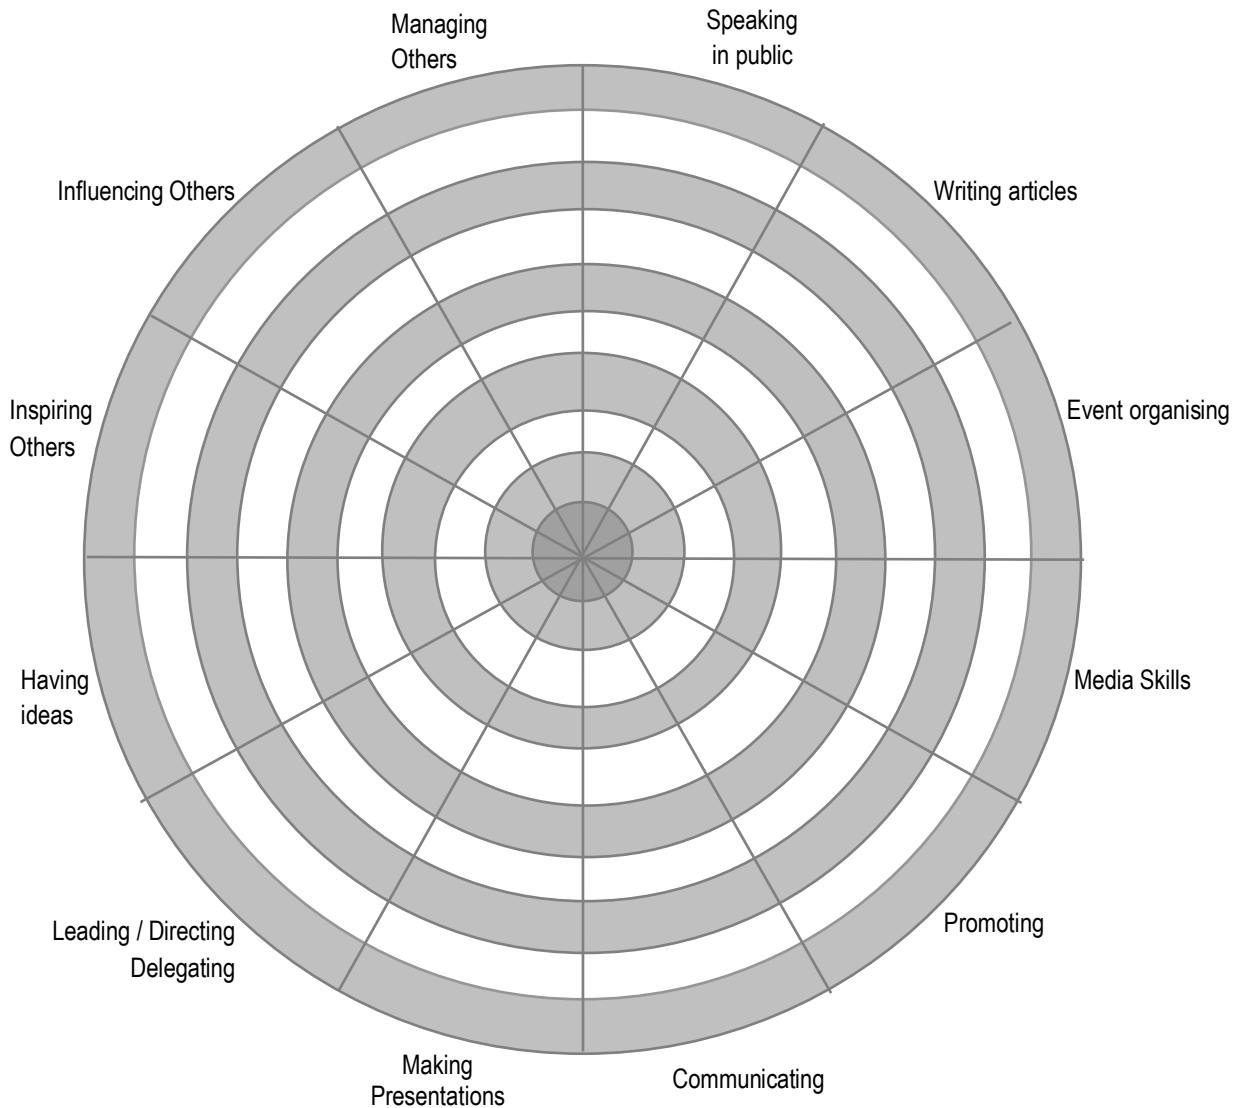 Managing
Others
Speaking
in public
Influencing Others
Writing articles
Inspiring
Others
Event organising
Having
ideas
Media Skills
Leading / Directing
Delegating
Promoting
Making
Presentations
Communicating